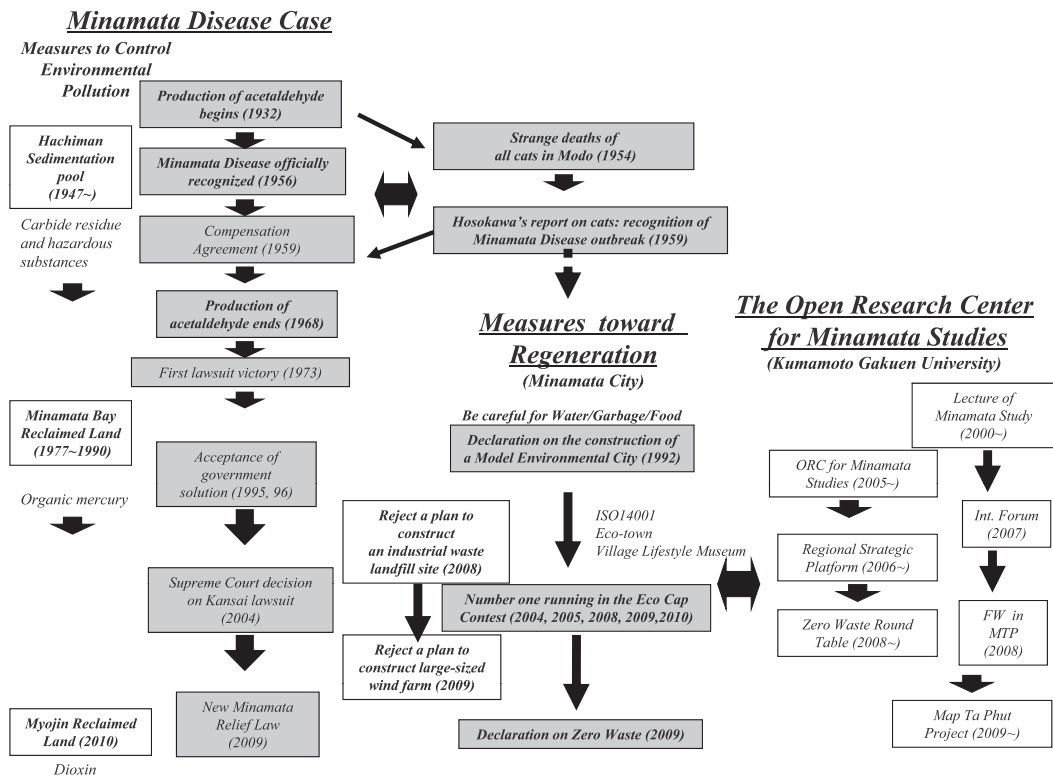 Minamata Disease Case
Measures to Control
Environmental
Pollution
Hachiman
Sedimentation
pool
(1947~)
Carbide residue
and hazardous
substances
Minamata Bay
Reclaimed Land
(1977~1990)
Organic mercury
Myojin Reclaimed
Land (2010)
Dioxin
Production of acetaldehyde
begins (1932)
Minamata Disease officially
recognized (1956)
Compensation
Agreement (1959)
Production of
acetaldehyde ends (1968)
First lawsuit victory (1973)
Acceptance of
government
solution (1995, 96)
Supreme Court decision
on Kansai lawsuit
(2004)
New Minamata
Relief Law
(2009)
Strange deaths of
all cats in Modo (1954)
Hosokawa's report on cats: recognition of
Minamata Disease outbreak (1959)
Measures toward
Regeneration
(Minamata City)
Be careful for Water/Garbage/Food
Declaration on the construction of
a Model Environmental City (1992)
ISO14001
Eco-town
Village Lifestyle Museum
Reject a plan to
construct
an industrial waste
landfill site (2008)
Number one running in the Eco Cap
Contest (2004, 2005, 2008, 2009,2010)
Reject a plan to
construct large-sized
wind farm (2009)
Declaration on Zero Waste (2009)
The Open Research Center
for Minamata Studies
(Kumamoto Gakuen University)
Lecture of
Minamata Study
(2000~)
ORC for Minamata
Studies (2005~)
Int. Forum
(2007)
Regional Strategic
Platform (2006~)
Zero Waste Round
Table (2008~)
FW in
MTP
(2008)
Map Ta Phut
Project (2009~)